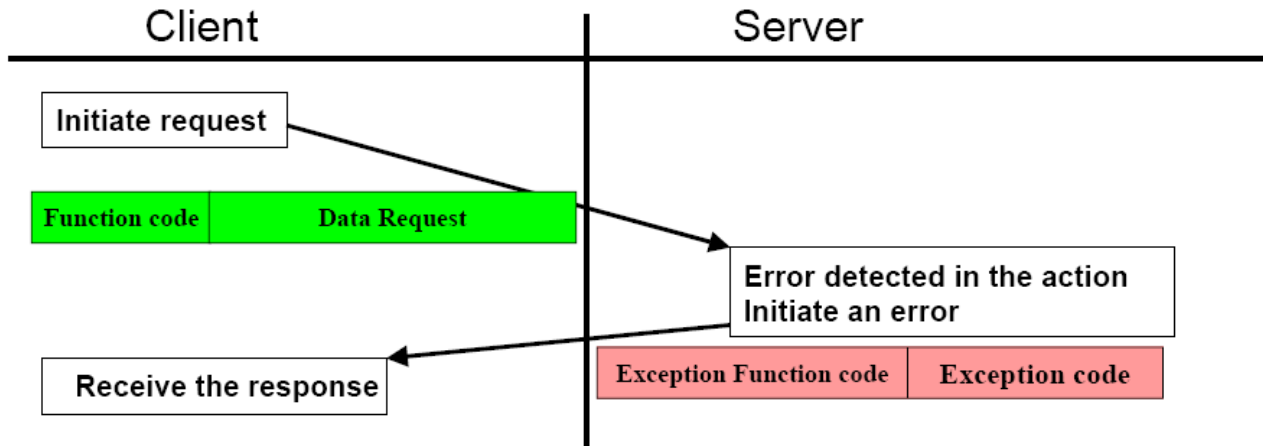 Client
Server
Initiate request
Function code
Data Request
Error detected in the action
Initiate an error
Receive the response
Exception Function code
Exception code